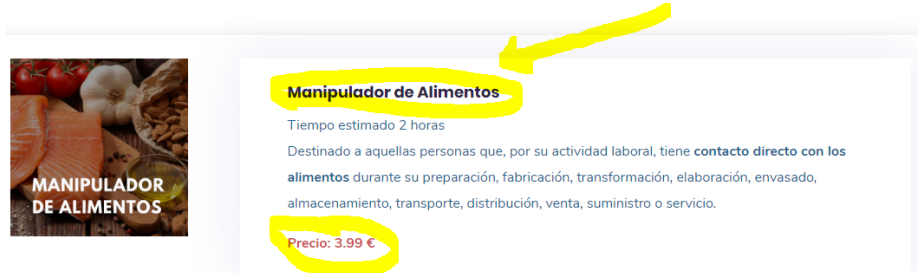 MANIPULADOR
DE ALIMENTOS
Manipulador de Alimentos
Tiempo estimado 2 horas
Destinado a aquellas personas que, por su actividad laboral, tiene contacto directo con los
alimentos durante su preparación, fabricación, transformación, elaboración, envasado,
almacenamiento, transporte, distribución, venta, suministro o servicio.
Precio: 3.99 €